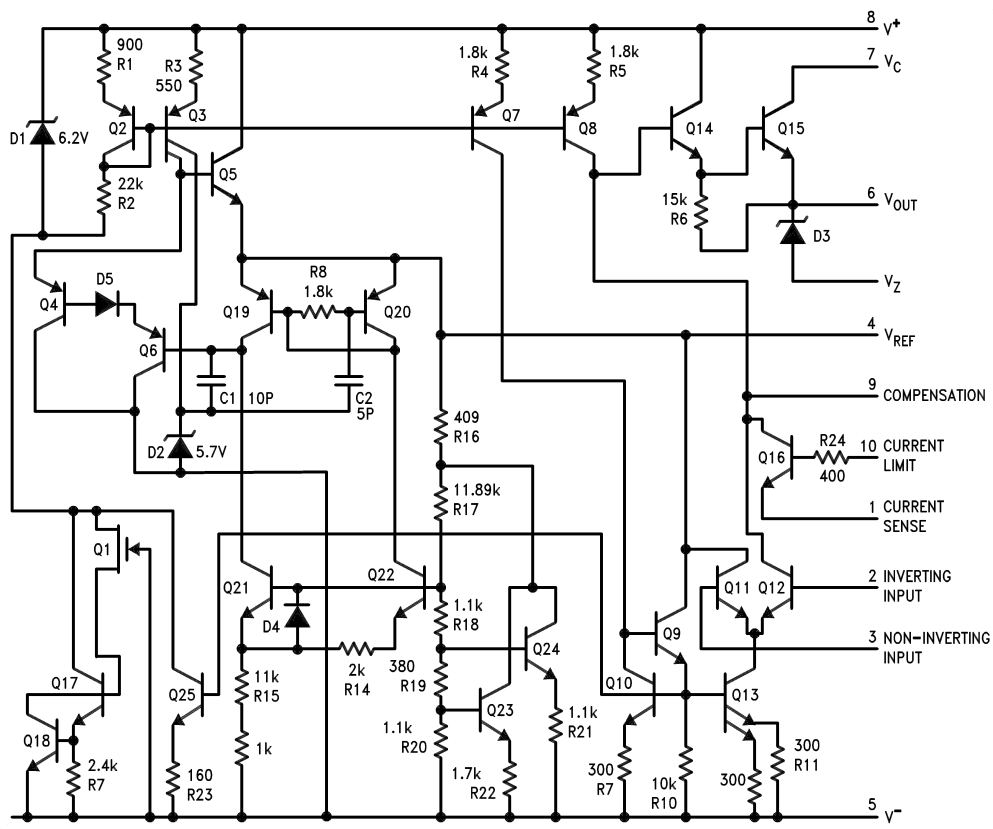 8 V+
7 VC
900
R1
R3
550
1.8k
R4
1.8k
R5
D1
6.2V
Q2
Q3
Q7
Q8
Q14
Q15
22k
R2
Q5
15k
R6
6 VOUT
D3
VZ
Q4
D5
Q6
Q19
R8
1.8k
Q20
4 VREF
C1 10P
C2
5P
9 COMPENSATION
409
R16
D2
5.7V
Q16
R24
400
10 CURRENT
LIMIT
11.89k
R17
1 CURRENT
SENSE
Q1
Q21
Q22
Q11
Q12
2 INVERTING
INPUT
D4
1.1k
R18
Q24
Q9
3 NON-INVERTING
INPUT
2k
R14
380
R19
Q17
Q25
11k
R15
Q10
Q13
Q23
Q18
1.1k
R20
1.1k
R21
2.4k
R7
160
R23
1k
1.7k
R22
300
R7
10k
R10
300
300
R11
5 V−